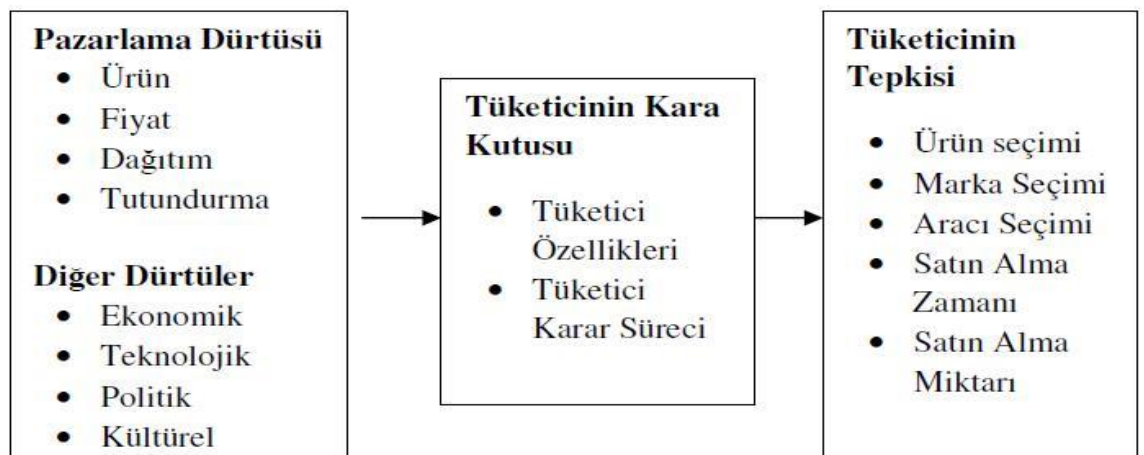 Pazarlama Dürtüsü
• Ürün
• Fiyat
• Dağıtım
• Tutundurma
Diğer Dürtüler
• Ekonomik
• Teknolojik
• Politik
• Kültürel
Tüketicinin Kara
Kutusu
• Tüketici
Özellikleri
• Tüketici
Karar Süreci
Tüketicinin
Tepkisi
• Ürün seçimi
• Marka Seçimi
• Aracı Seçimi
• Satın Alma
Zamanı
• Satın Alma
Miktarı